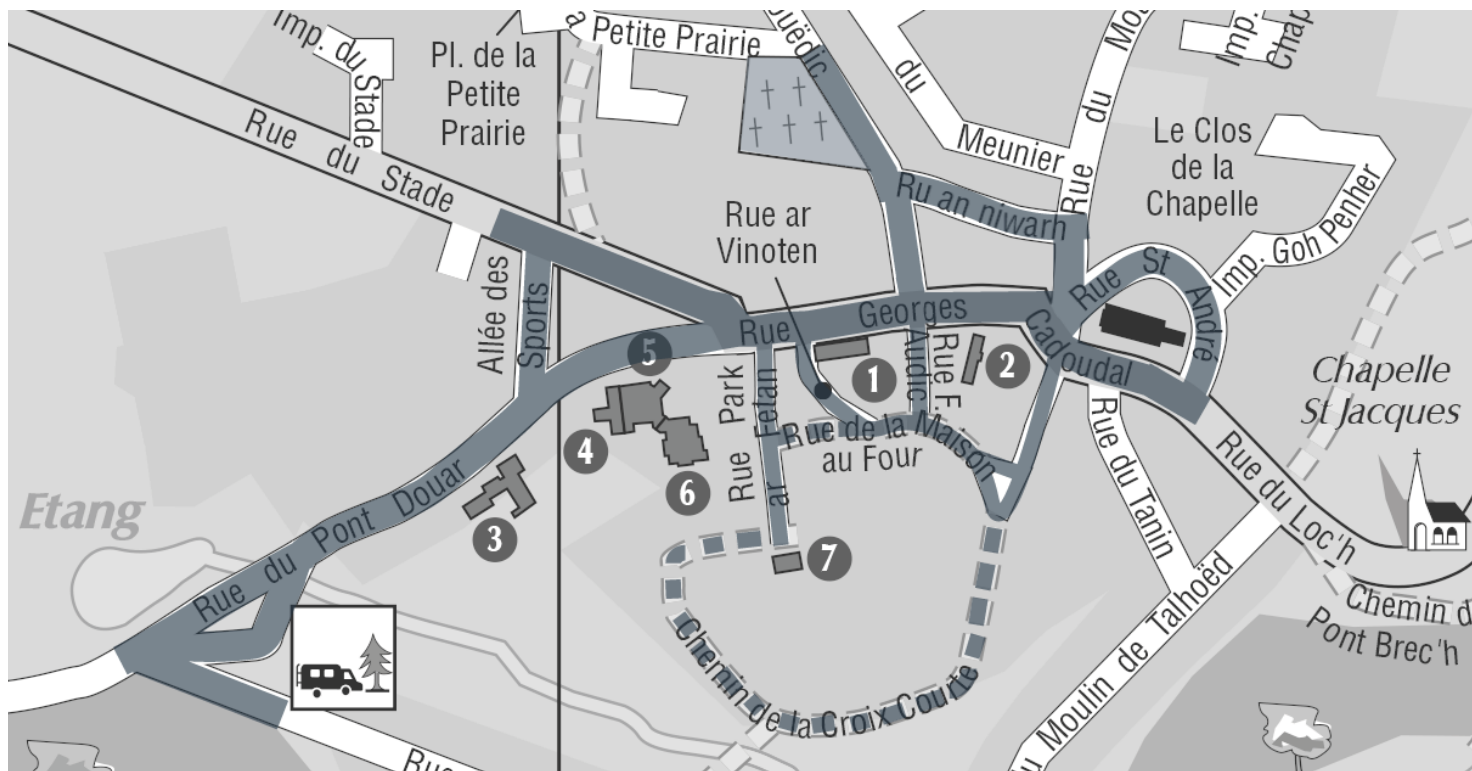 Imp. du Stade
Pl. de la
Petite
Prairie
Petite Prairie
Rue du Stade
du
Meunier
Rue du
Le Clos
de la
Chapelle
Imp. Goh Penher
Ru an niwarh
Rue ar
Vinoten
Allée des
Sports
Rue Georges
Cadoudal
Rue St
André
Rue F.
Audic
1
2
3
4
5
6
7
Rue Park
ar Fetan
Rue de la Maison
au Four
Chapelle
St Jacques
Rue du Loc'h
Rue du Tanin
Etang
Rue du Pont Douar
Chemin de la Croix Courte
du Moulin de Talhoëd
Chemin d
Pont Brec'h
Rue